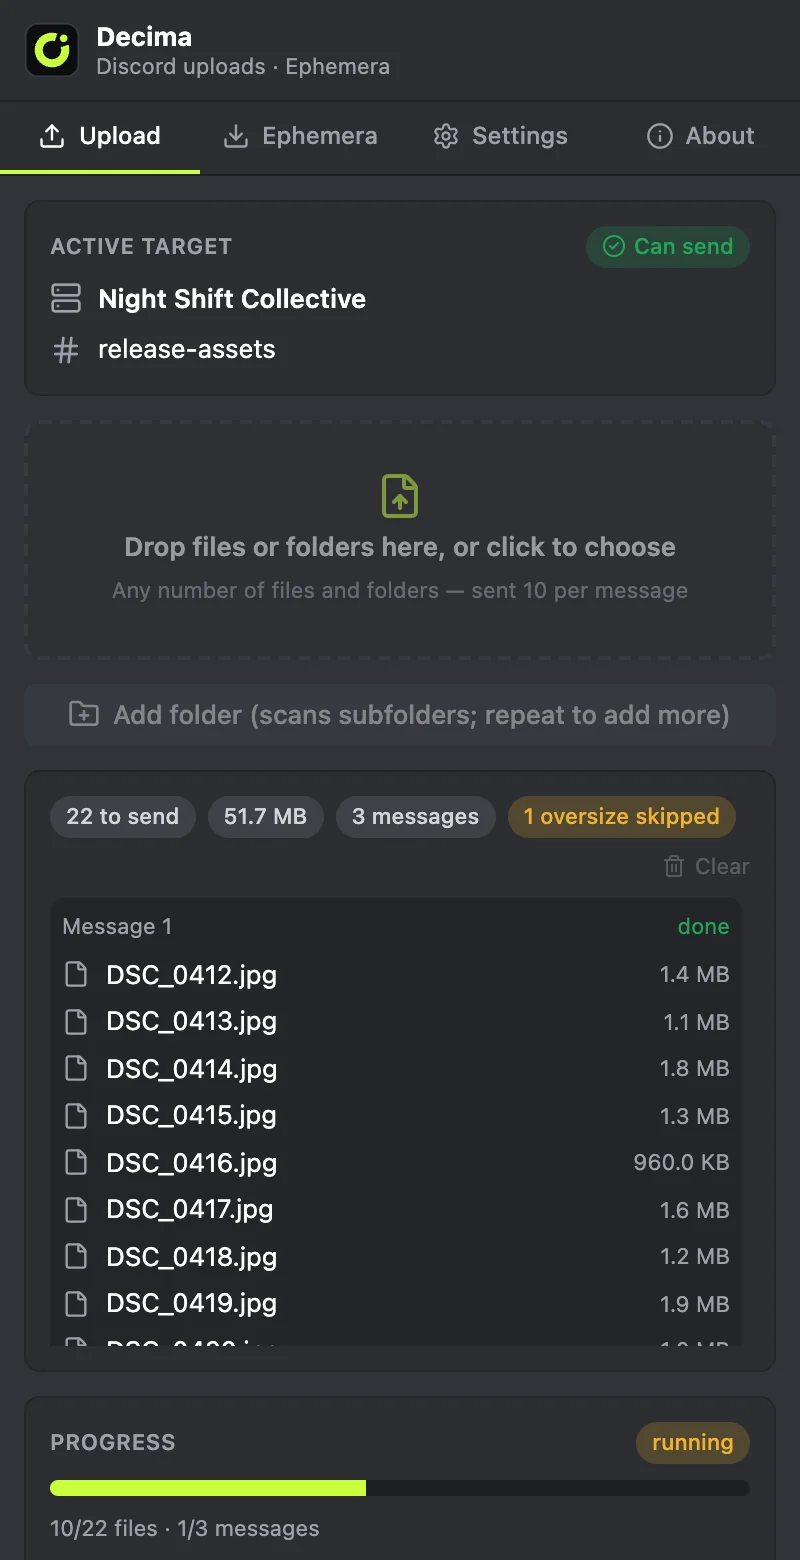 Decima
Discord uploads · Ephemera
Upload
Ephemera
Settings
About
ACTIVE TARGET
Can send
Night Shift Collective
release-assets
Drop files or folders here, or click to choose
Any number of files and folders — sent 10 per message
Add folder (scans subfolders; repeat to add more)
22 to send
51.7 MB
3 messages
1 oversize skipped
Clear
Message 1
done
DSC_0412.jpg
1.4 MB
DSC_0413.jpg
1.1 MB
DSC_0414.jpg
1.8 MB
DSC_0415.jpg
1.3 MB
DSC_0416.jpg
960.0 KB
DSC_0417.jpg
1.6 MB
DSC_0418.jpg
1.2 MB
DSC_0419.jpg
1.9 MB
PROGRESS
running
10/22 files · 1/3 messages